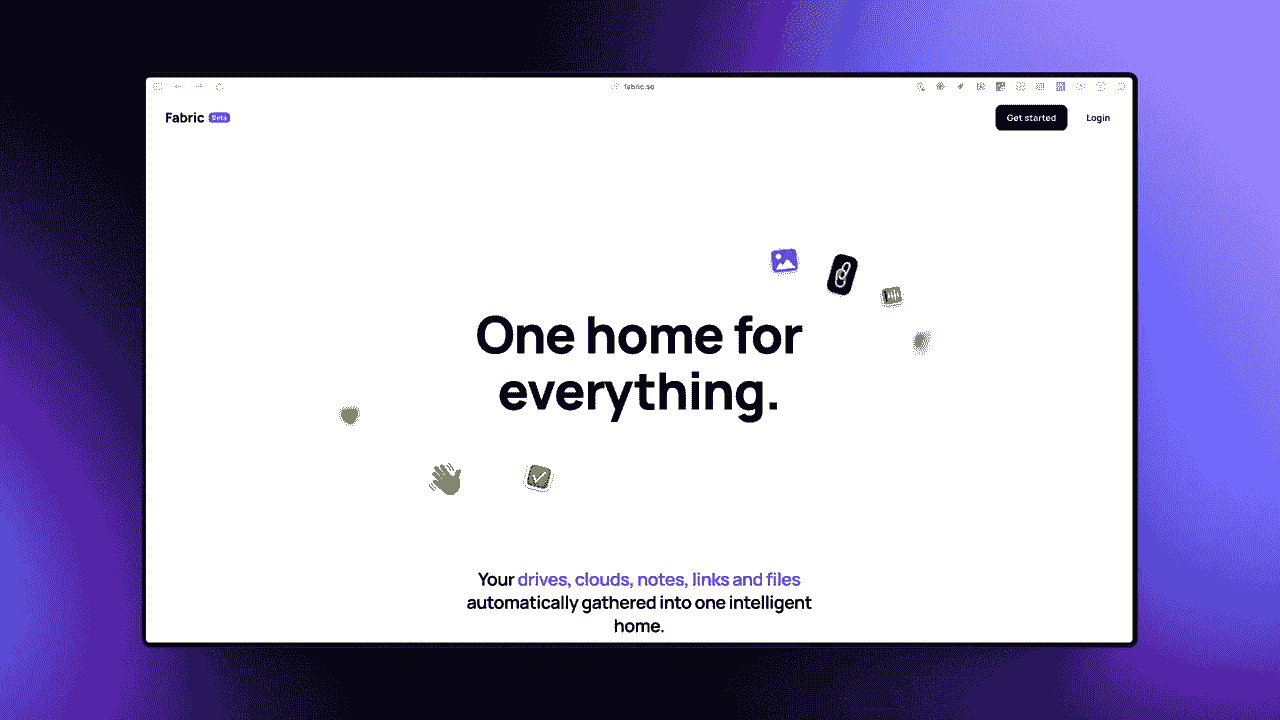 fabric.so
Fabric Beta
Get started
Login
One home for
everything.
Your drives, clouds, notes, links and files
automatically gathered into one intelligent
home.